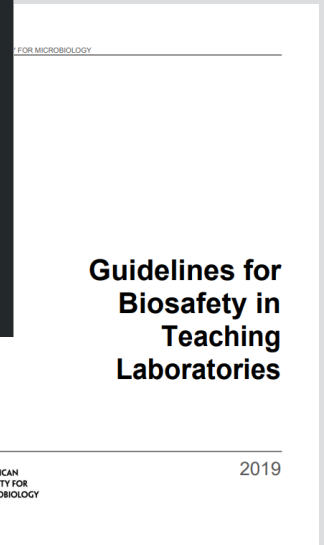 FOR MICROBIOLOGY
Guidelines for
Biosafety in
Teaching
Laboratories
2019
ICAN
TY FOR
OBIOLOGY